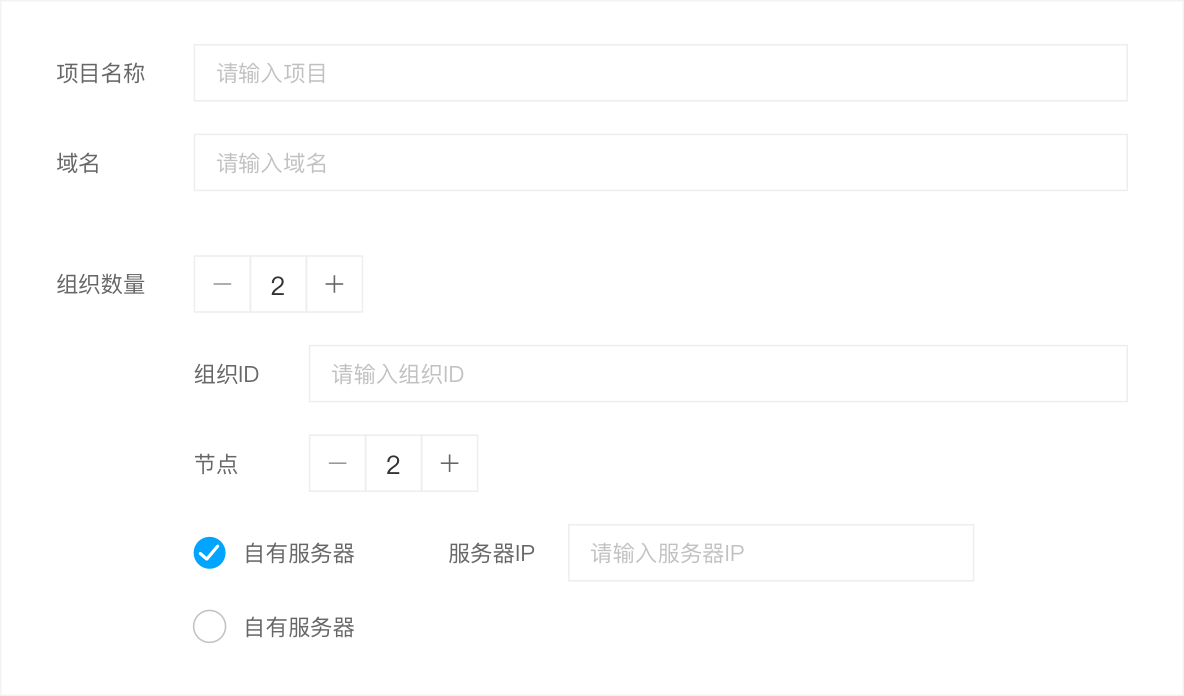 项目名称 请输入项目
域名 请输入域名
组织数量 — 2 +
组织ID 请输入组织ID
节点 — 2 +
自有服务器 服务器IP 请输入服务器IP
自有服务器